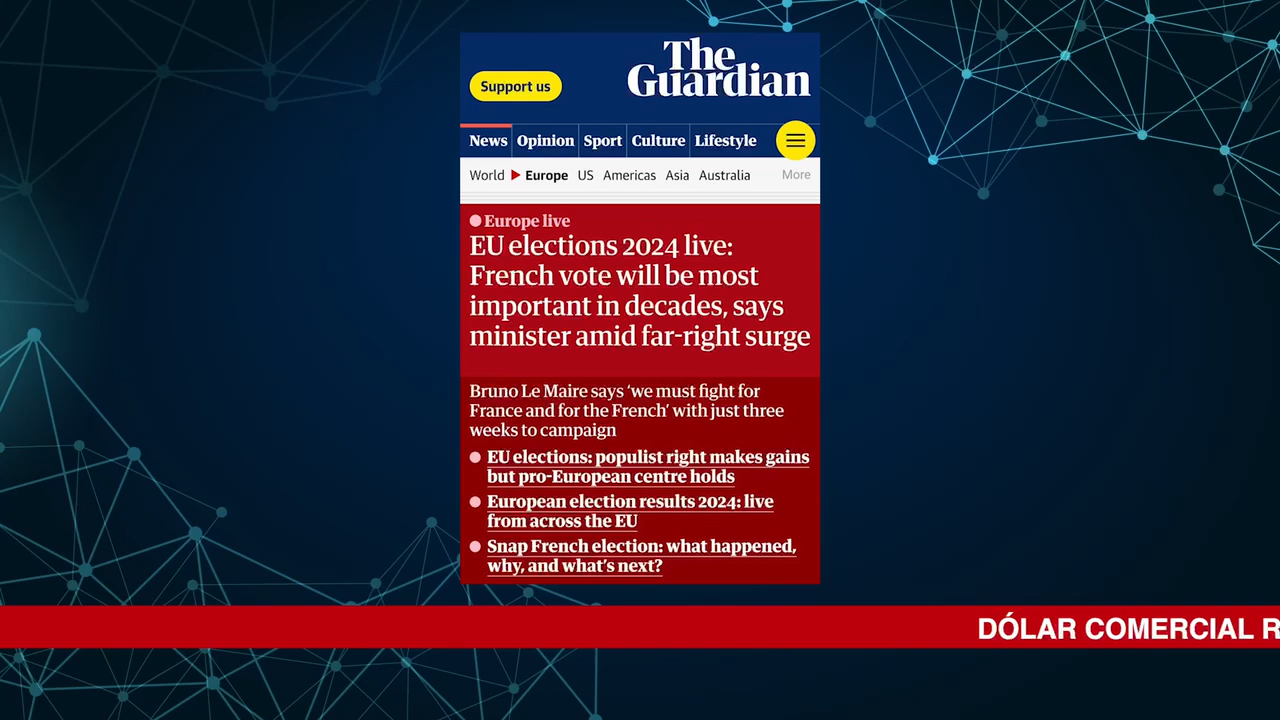 The
Guardian
Support us
News Opinion Sport Culture Lifestyle
World Europe US Americas Asia Australia More
Europe live
EU elections 2024 live:
French vote will be most
important in decades, says
minister amid far-right surge
Bruno Le Maire says ‘we must fight for
France and for the French’ with just three
weeks to campaign
EU elections: populist right makes gains
but pro-European centre holds
European election results 2024: live
from across the EU
Snap French election: what happened,
why, and what’s next?
DÓLAR COMERCIAL R